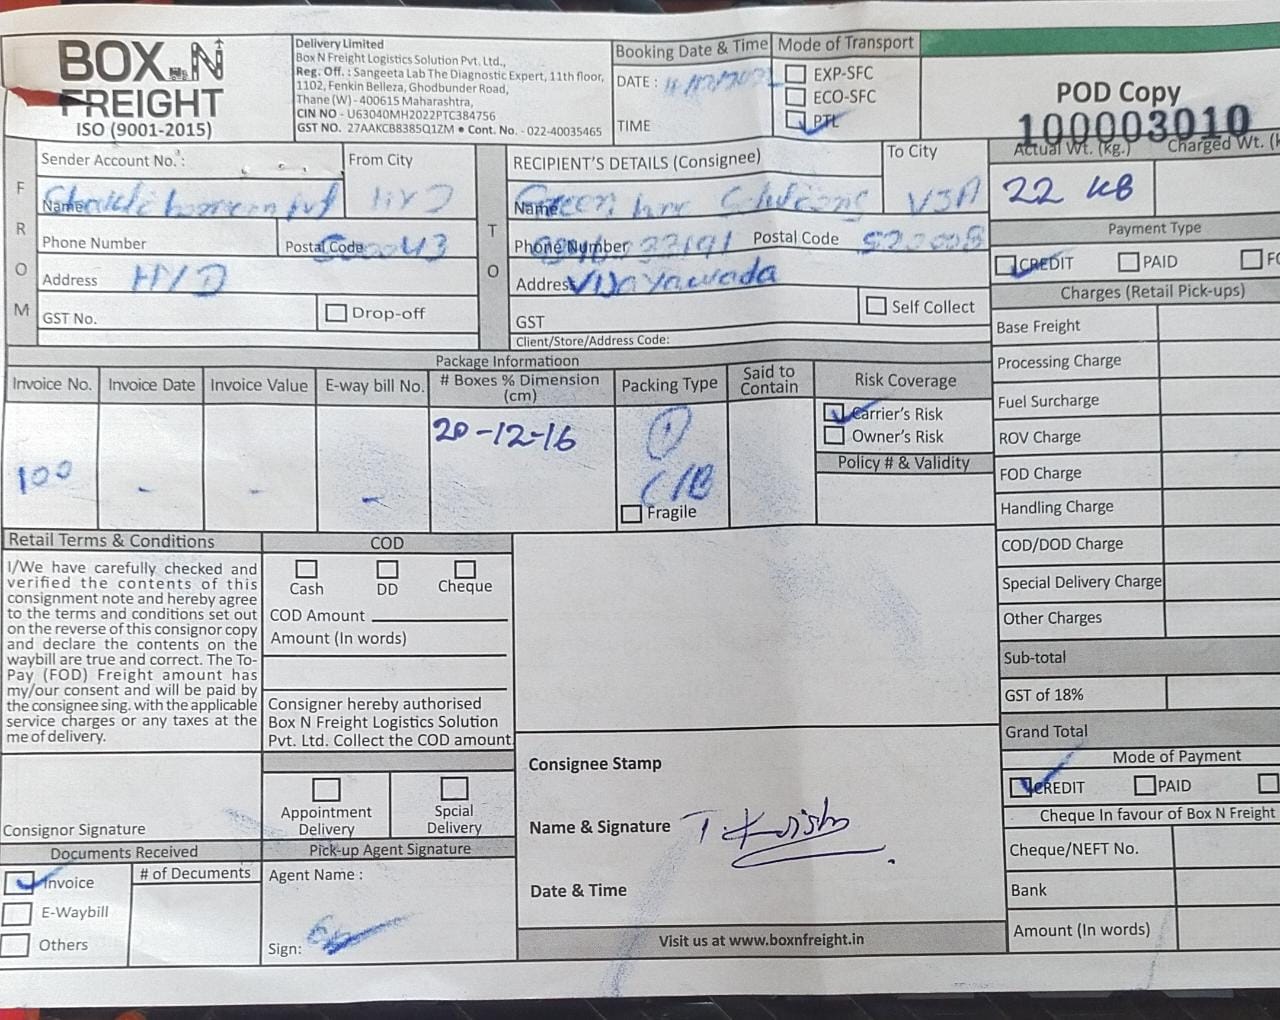 BOX N
FREIGHT
ISO (9001-2015)
Delivery Limited
Box N Freight Logistics Solution Pvt. Ltd.,
Reg. Off. : Sangeeta Lab The Diagnostic Expert, 11th floor,
1102, Fenkin Belleza, Ghodbunder Road,
Thane (W) - 400615 Maharashtra,
CIN NO - U63040MH2022PTC384756
GST NO. 27AAKCB8385Q1ZM • Cont. No. - 022-40035465
Booking Date & Time
DATE :
TIME
Mode of Transport
EXP-SFC
ECO-SFC
PTL
POD Copy
100003010
FROM
Sender Account No. :
From City
Name
HYD
Phone Number
Postal Code 500043
Address HYD
GST No.
Drop-off
TO
RECIPIENT'S DETAILS (Consignee)
To City
Name Green Solutions
VJA
Phone Number
Postal Code 520008
Address Vijayawada
GST
Self Collect
Client/Store/Address Code:
Actual Wt. (kg.)
Charged Wt. (k
22 KG
Payment Type
CREDIT
PAID
FO
Charges (Retail Pick-ups)
Base Freight
Processing Charge
Fuel Surcharge
ROV Charge
FOD Charge
Handling Charge
COD/DOD Charge
Special Delivery Charge
Other Charges
Sub-total
GST of 18%
Grand Total
Mode of Payment
CREDIT
PAID
Cheque In favour of Box N Freight
Cheque/NEFT No.
Bank
Amount (In words)
Package Informatioon
Invoice No.
Invoice Date
Invoice Value
E-way bill No.
# Boxes % Dimension
(cm)
Packing Type
Said to
Contain
Risk Coverage
100
-
-
-
20-12-16
1
C/B
Fragile
Carrier's Risk
Owner's Risk
Policy # & Validity
Retail Terms & Conditions
I/We have carefully checked and
verified the contents of this
consignment note and hereby agree
to the terms and conditions set out
on the reverse of this consignor copy
and declare the contents on the
waybill are true and correct. The To-
Pay (FOD) Freight amount has
my/our consent and will be paid by
the consignee sing. with the applicable
service charges or any taxes at the
me of delivery.
Consignor Signature
COD
Cash
DD
Cheque
COD Amount
Amount (In words)
Consigner hereby authorised
Box N Freight Logistics Solution
Pvt. Ltd. Collect the COD amount.
Appointment
Delivery
Spcial
Delivery
Documents Received
Invoice
E-Waybill
Others
# of Decuments
Pick-up Agent Signature
Agent Name :
Sign:
Consignee Stamp
Name & Signature
Date & Time
Visit us at www.boxnfreight.in